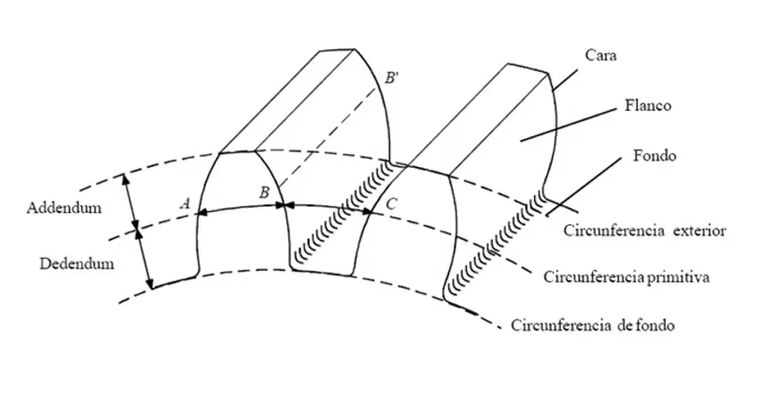 Cara
B'
Flanco
Fondo
Addendum
A
B
C
Circunferencia exterior
Dedendum
Circunferencia primitiva
Circunferencia de fondo